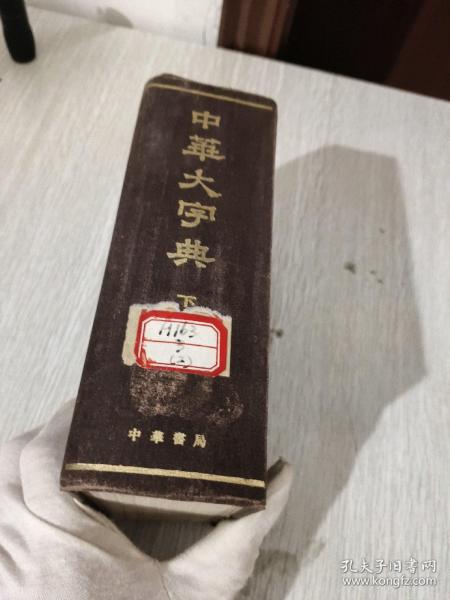 中華大字典
下
H163
中華書局
孔夫子旧书网
www.kongfz.com